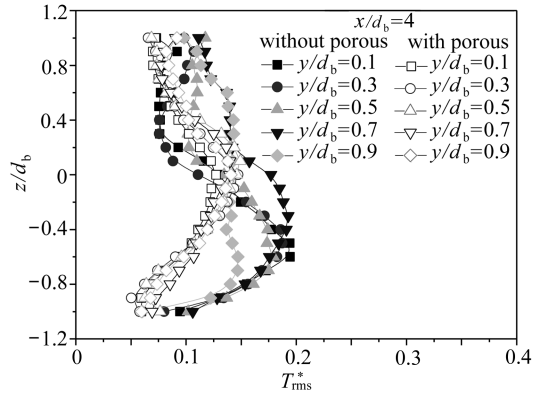 x/d_b=4
without porous with porous
y/d_b=0.1 y/d_b=0.1
y/d_b=0.3 y/d_b=0.3
y/d_b=0.5 y/d_b=0.5
y/d_b=0.7 y/d_b=0.7
y/d_b=0.9 y/d_b=0.9
1.2
0.8
0.4
0
−0.4
−0.8
−1.2
z/d_b
0 0.1 0.2 0.3 0.4
T*_rms